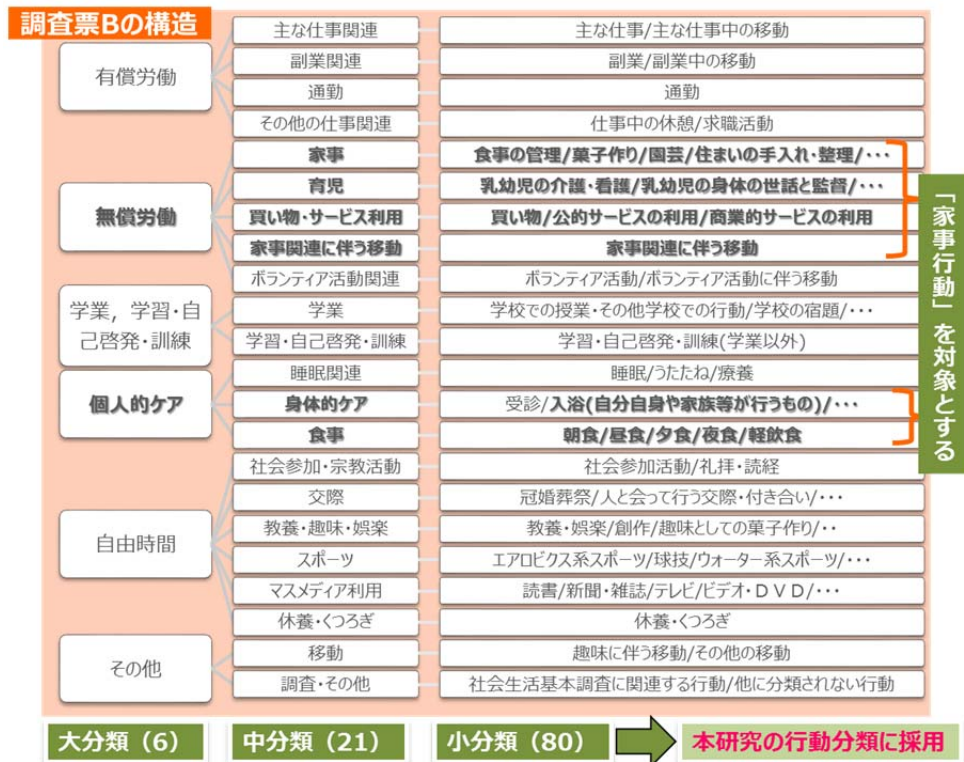 調査票Bの構造
有償労働
主な仕事関連
主な仕事/主な仕事中の移動
副業関連
副業/副業中の移動
通勤
通勤
その他の仕事関連
仕事中の休憩/求職活動
無償労働
家事
食事の管理/菓子作り/園芸/住まいの手入れ・整理/・・・
育児
乳幼児の介護・看護/乳幼児の身体の世話と監督/・・・
買い物・サービス利用
買い物/公的サービスの利用/商業的サービスの利用
家事関連に伴う移動
家事関連に伴う移動
ボランティア活動関連
ボランティア活動/ボランティア活動に伴う移動
学業，学習・自
己啓発・訓練
学業
学校での授業・その他学校での行動/学校の宿題/・・・
学習・自己啓発・訓練
学習・自己啓発・訓練(学業以外)
個人的ケア
睡眠関連
睡眠/うたたね/療養
身体的ケア
受診/入浴(自分自身や家族等が行うもの)/・・・
食事
朝食/昼食/夕食/夜食/軽飲食
自由時間
社会参加・宗教活動
社会参加活動/礼拝・読経
交際
冠婚葬祭/人と会って行う交際・付き合い/・・・
教養・趣味・娯楽
教養・娯楽/創作/趣味としての菓子作り/・・
スポーツ
エアロビクス系スポーツ/球技/ウォーター系スポーツ/・・・
マスメディア利用
読書/新聞・雑誌/テレビ/ビデオ・ＤＶＤ/・・・
休養・くつろぎ
休養・くつろぎ
その他
移動
趣味に伴う移動/その他の移動
調査・その他
社会生活基本調査に関連する行動/他に分類されない行動
「家事行動」を対象とする
大分類（6）
中分類（21）
小分類（80）
本研究の行動分類に採用